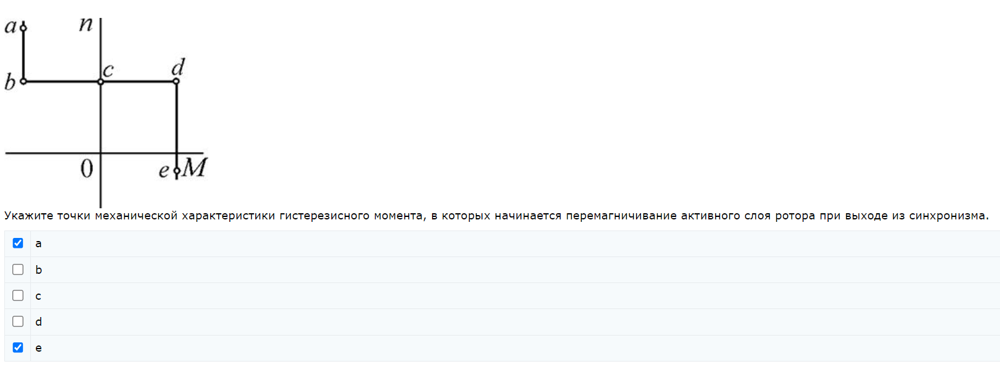 a n
c d
b
0 e M
Укажите точки механической характеристики гистерезисного момента, в которых начинается перемагничивание активного слоя ротора при выходе из синхронизма.
a
b
c
d
e